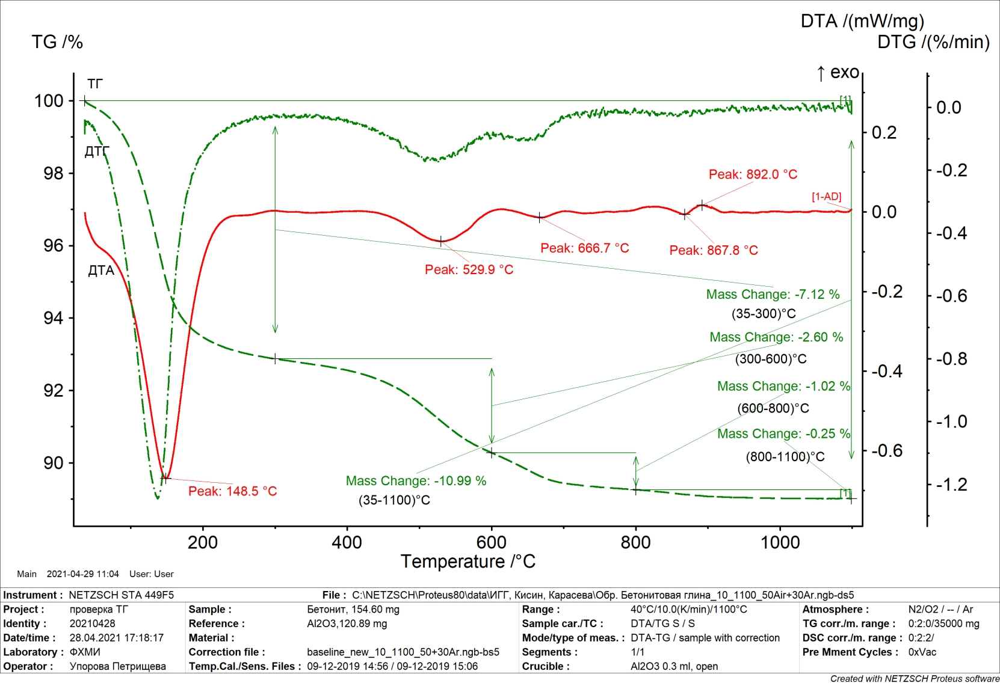 DTA /(mW/mg)
TG /%
DTG /(%/min)
↑ exo
ТГ
[1]
100
0.0
0.2
ДТГ
98
-0.2
Peak: 892.0 °C
[1-AD]
0.0
-0.4
96
Peak: 666.7 °C
Peak: 867.8 °C
ДТА
Peak: 529.9 °C
-0.2
Mass Change: -7.12 %
-0.6
(35-300)°C
94
Mass Change: -2.60 %
(300-600)°C
-0.8
-0.4
92
Mass Change: -1.02 %
(600-800)°C
-1.0
Mass Change: -0.25 %
-0.6
(800-1100)°C
90
Mass Change: -10.99 %
-1.2
Peak: 148.5 °C
[1]
(35-1100)°C
200 400 600 800 1000
Temperature /°C
Main 2021-04-29 11:04 User: User
Instrument : NETZSCH STA 449F5 File : C:\NETZSCH\Proteus80\data\ИГГ, Кисин, Карасева\Обр. Бетонитовая глина_10_1100_50Air+30Ar.ngb-ds5
Project : проверка ТГ Sample : Бетонит, 154.60 mg Range : 40°C/10.0(K/min)/1100°C Atmosphere : N2/O2 / -- / Ar
Identity : 20210428 Reference : Al2O3,120.89 mg Sample car./TC : DTA/TG S / S TG corr./m. range : 0:2:0/35000 mg
Date/time : 28.04.2021 17:18:17 Material : Mode/type of meas. : DTA-TG / sample with correction DSC corr./m. range : 0:2:2/
Laboratory : ФХМИ Correction file : baseline_new_10_1100_50+30Ar.ngb-bs5 Segments : 1/1 Pre Mment Cycles : 0xVac
Operator : Упорова Петрищева Temp.Cal./Sens. Files : 09-12-2019 14:56 / 09-12-2019 15:06 Crucible : Al2O3 0.3 ml, open
Created with NETZSCH Proteus software